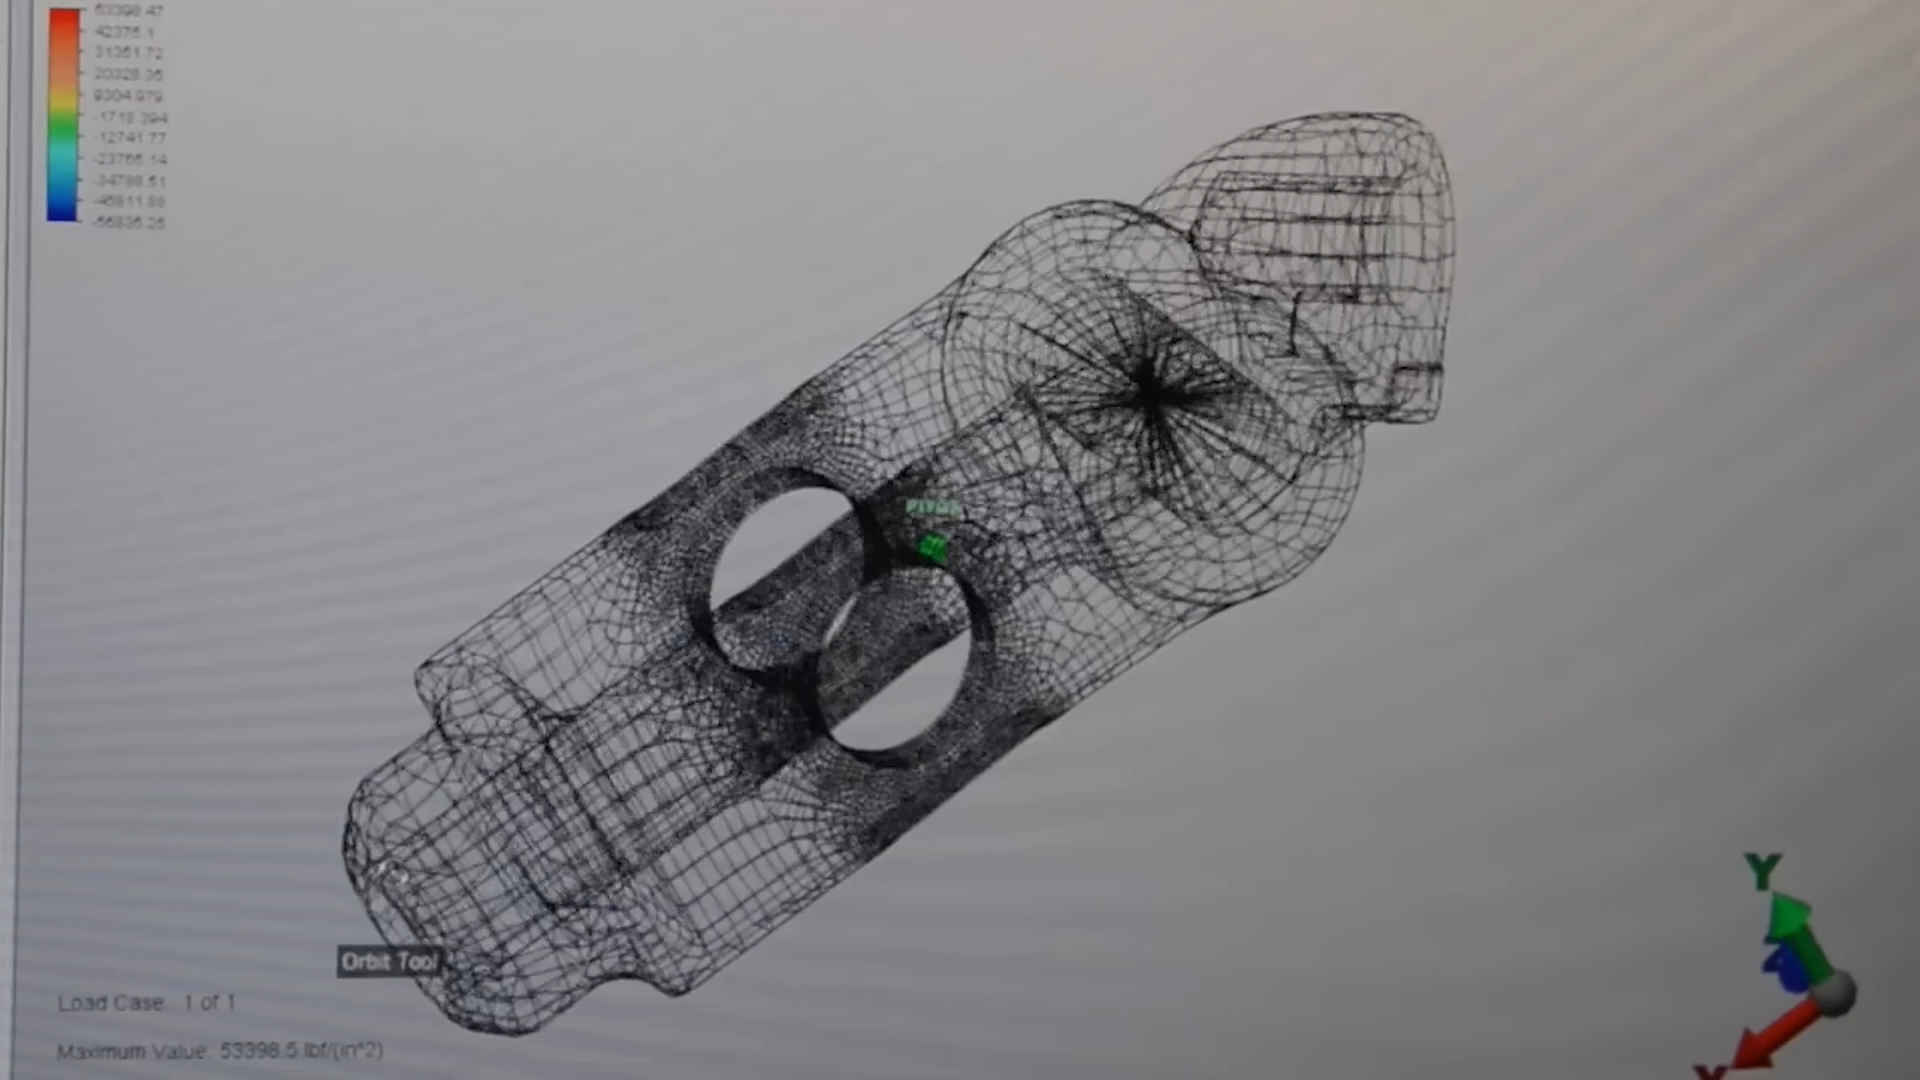 53398.47
42375.1
31351.72
20328.35
9304.979
-1718.394
-12741.77
-23765.14
-34788.51
-45811.88
-56835.25
Orbit Tool
Load Case: 1 of 1
Maximum Value: 53398.5 lbf/(in^2)
Y
X